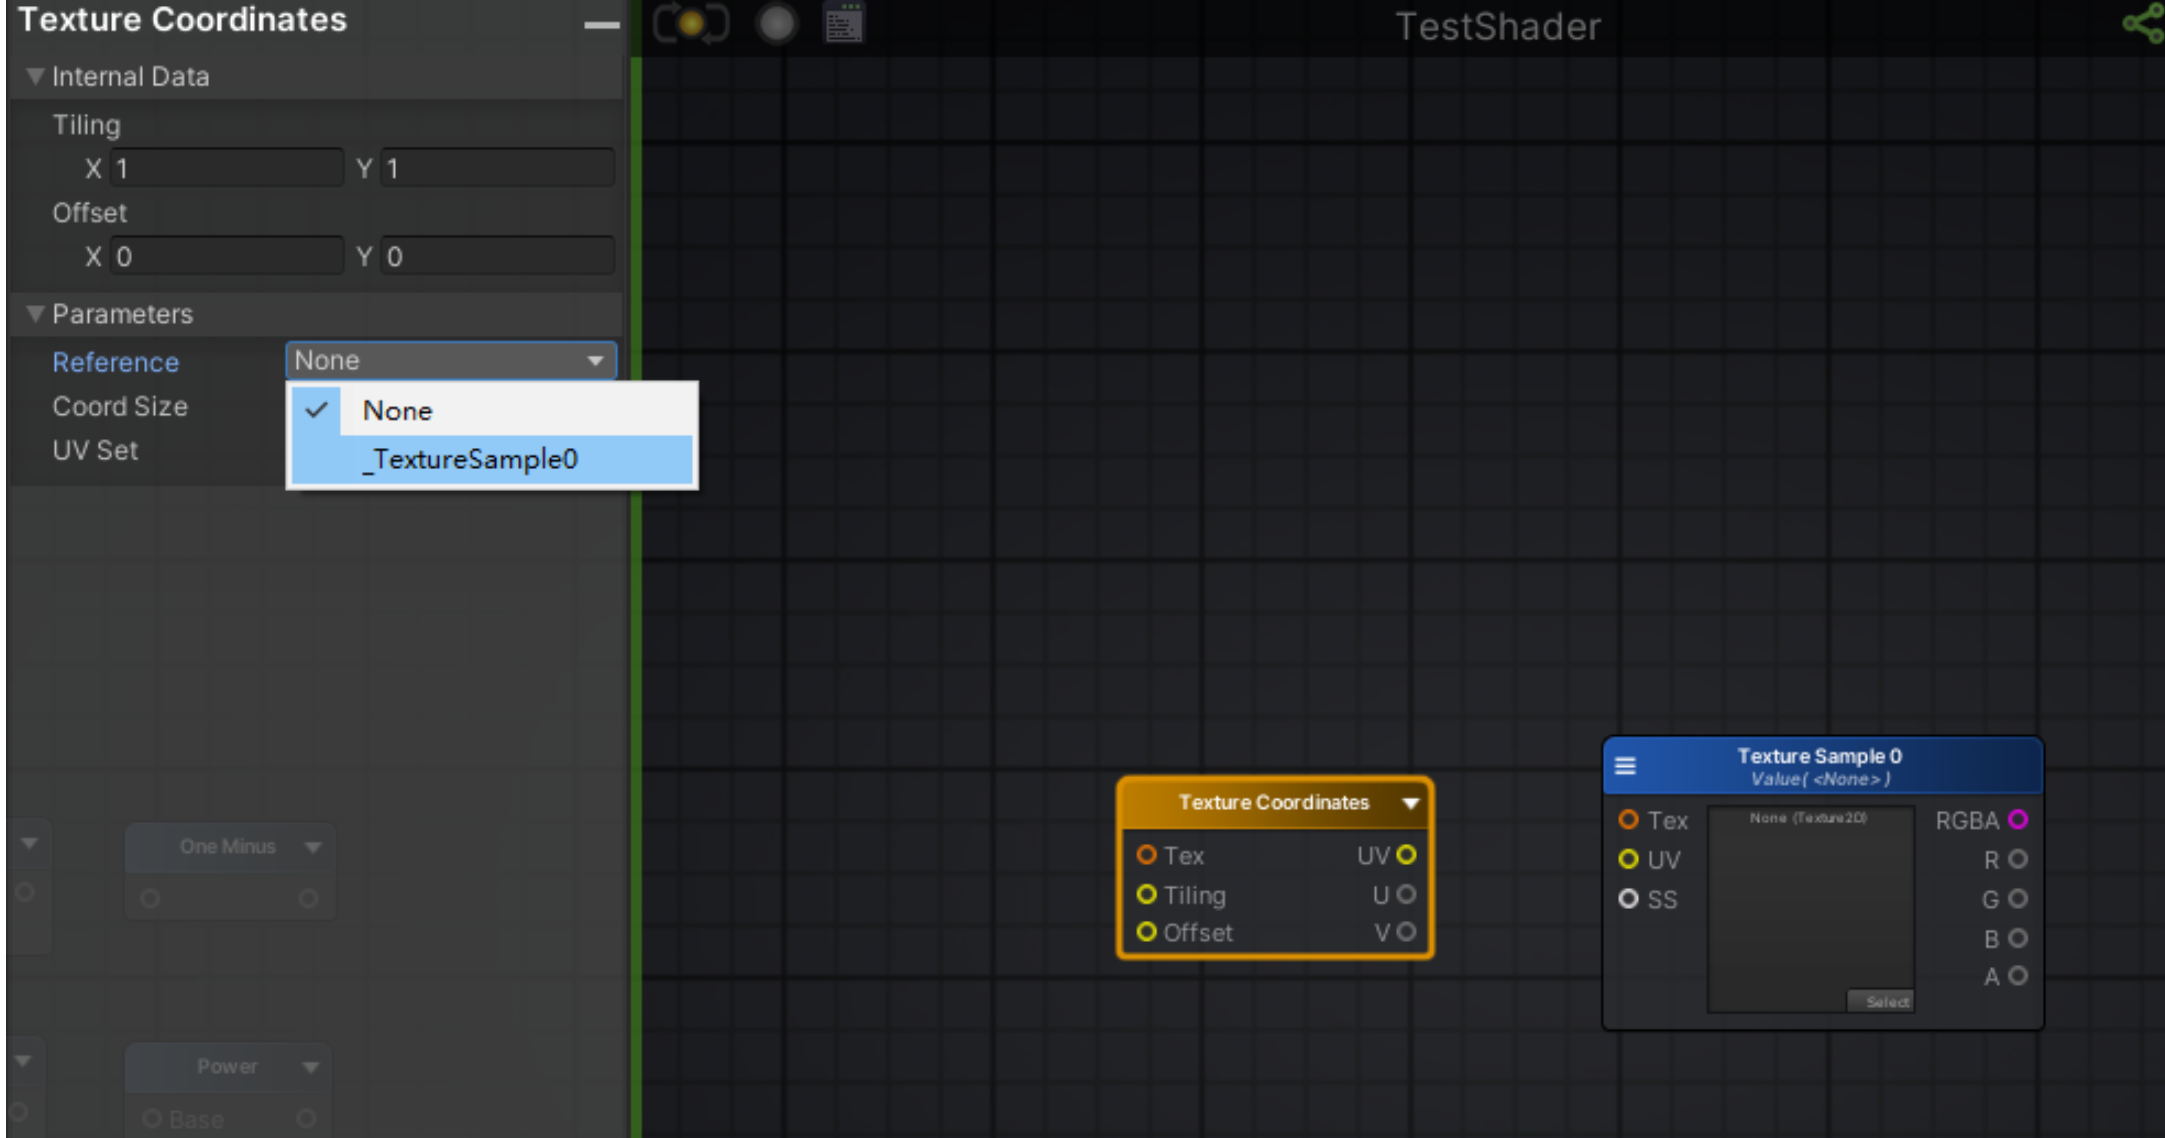 Texture Coordinates
Internal Data
Tiling
X 1 Y 1
Offset
X 0 Y 0
Parameters
Reference None
None
Coord Size
_TextureSample0
UV Set
One Minus
Power
Base
TestShader
Texture Coordinates
Tex UV
Tiling U
Offset V
Texture Sample 0
Value( <None> )
Tex None (Texture2D) RGBA
UV R
SS G
B
A
Select